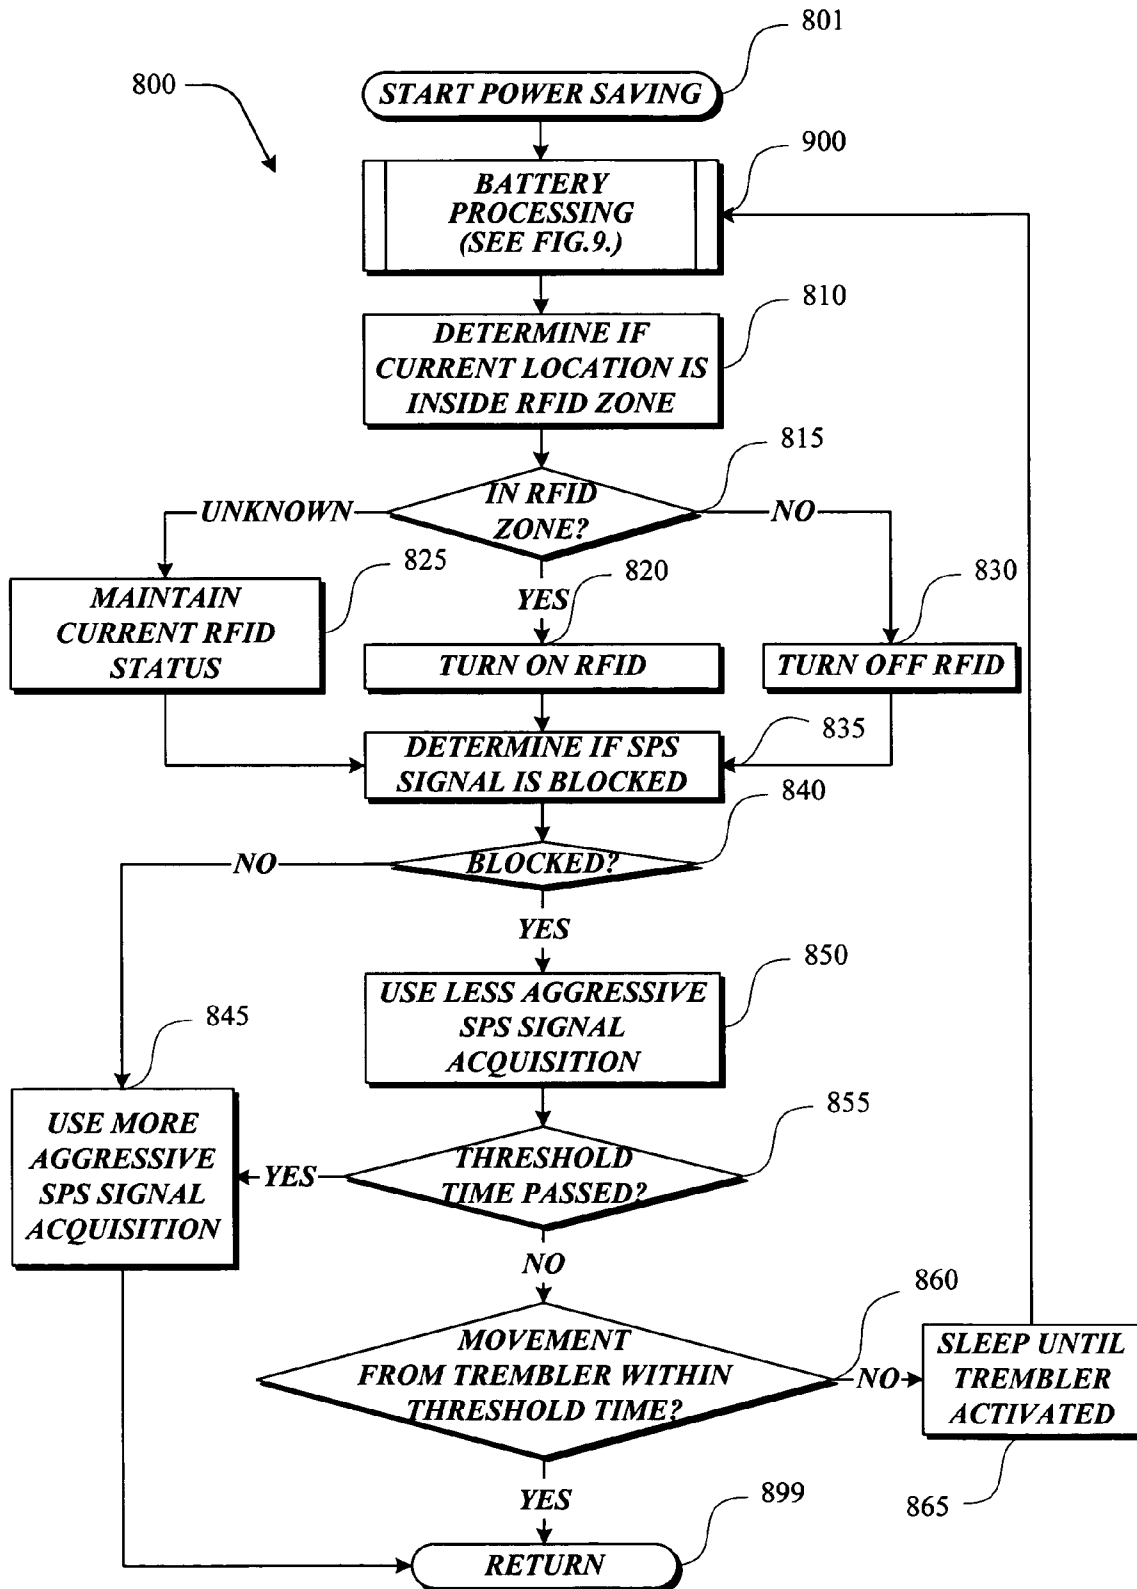 801
800
START POWER SAVING
900
BATTERY
PROCESSING
(SEE FIG.9.)
810
DETERMINE IF
CURRENT LOCATION IS
INSIDE RFID ZONE
815
IN RFID
ZONE?
UNKNOWN
NO
825
820
830
YES
MAINTAIN
CURRENT RFID
STATUS
TURN ON RFID
TURN OFF RFID
835
DETERMINE IF SPS
SIGNAL IS BLOCKED
840
BLOCKED?
NO
YES
850
USE LESS AGGRESSIVE
SPS SIGNAL
ACQUISITION
845
855
USE MORE
AGGRESSIVE
SPS SIGNAL
ACQUISITION
YES
THRESHOLD
TIME PASSED?
NO
860
MOVEMENT
FROM TREMBLER WITHIN
THRESHOLD TIME?
NO
SLEEP UNTIL
TREMBLER
ACTIVATED
865
YES
899
RETURN